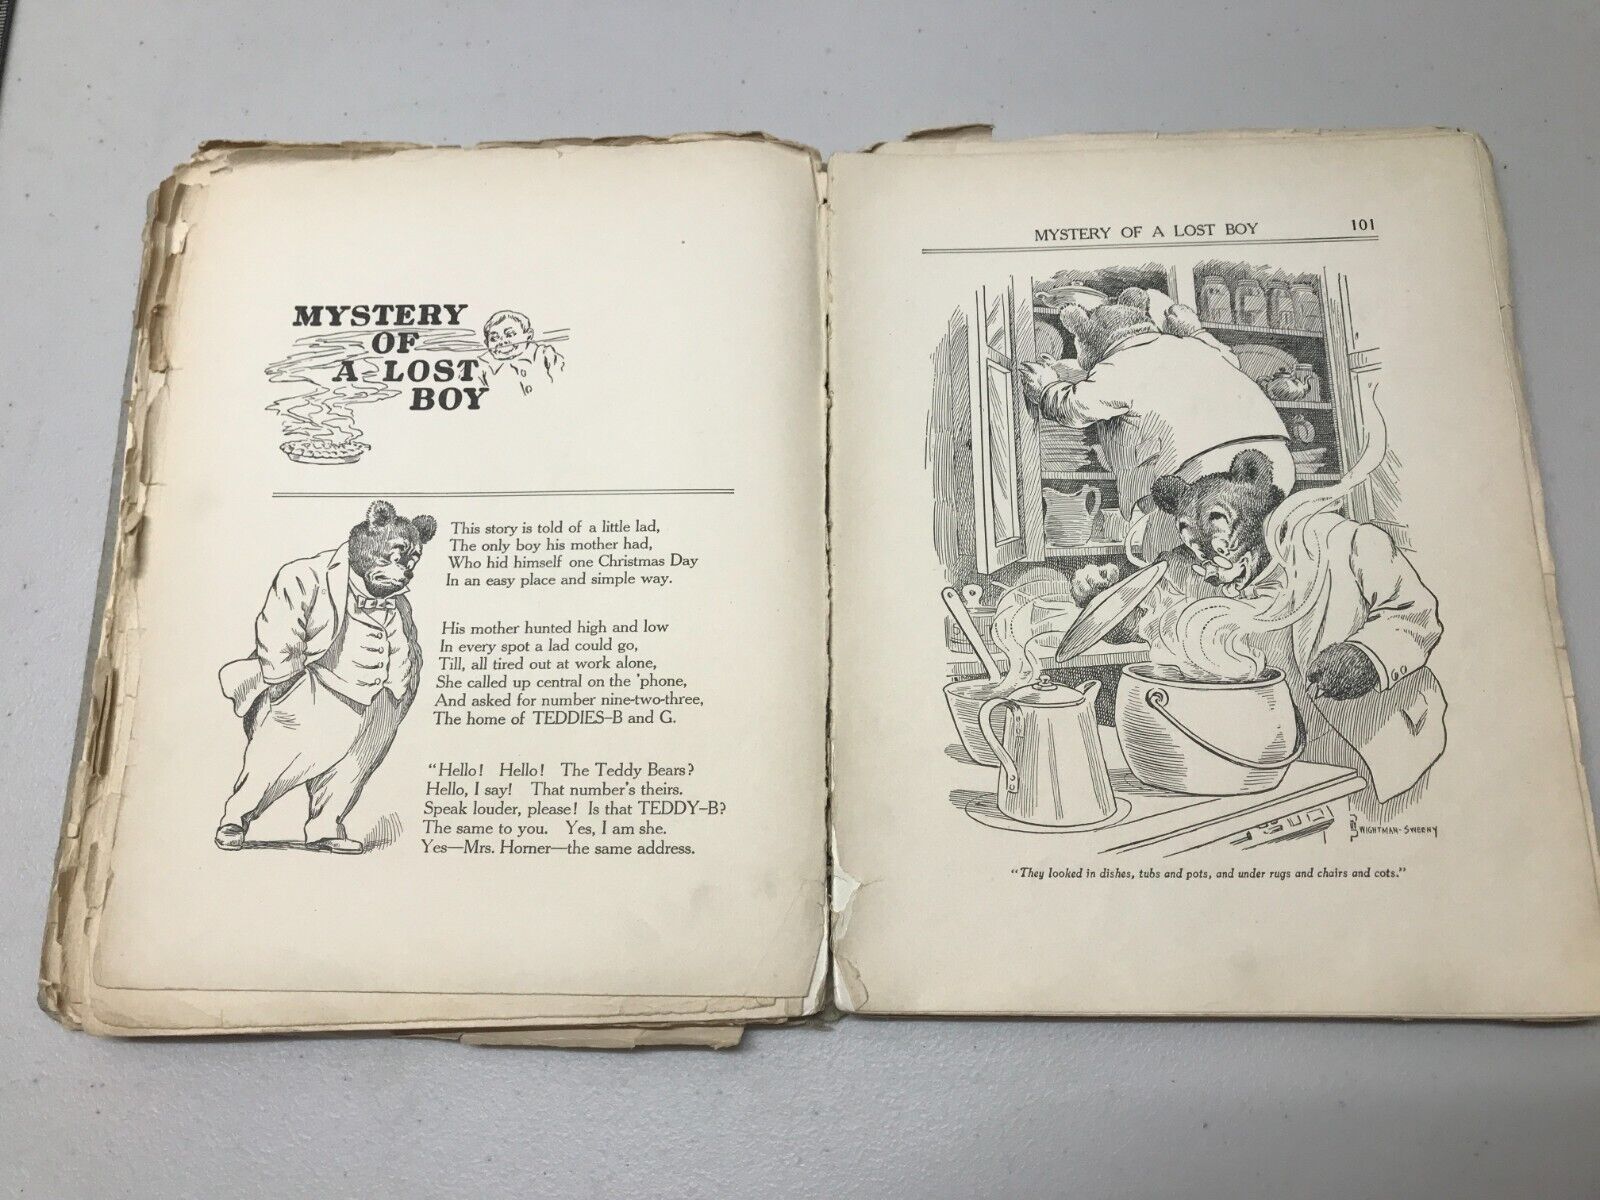 MYSTERY
OF
A LOST
BOY
This story is told of a little lad,
The only boy his mother had,
Who hid himself one Christmas Day
In an easy place and simple way.
His mother hunted high and low
In every spot a lad could go,
Till, all tired out at work alone,
She called up central on the 'phone,
And asked for number nine-two-three,
The home of TEDDIES-B and G.
"Hello! Hello! The Teddy Bears?
Hello, I say! That number's theirs.
Speak louder, please! Is that TEDDY-B?
The same to you. Yes, I am she.
Yes—Mrs. Horner—the same address.
MYSTERY OF A LOST BOY 101
WIGHTMAN-SWEENY
"They looked in dishes, tubs and pots, and under rugs and chairs and cots."